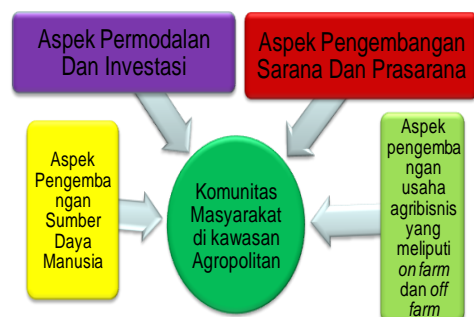 Aspek Permodalan
Dan Investasi
Aspek Pengembangan
Sarana Dan Prasarana
Aspek
Pengemba
ngan
Sumber
Daya
Manusia
Komunitas
Masyarakat
di kawasan
Agropolitan
Aspek
pengemba
ngan
usaha
agribisnis
yang
meliputi
on farm
dan off
farm